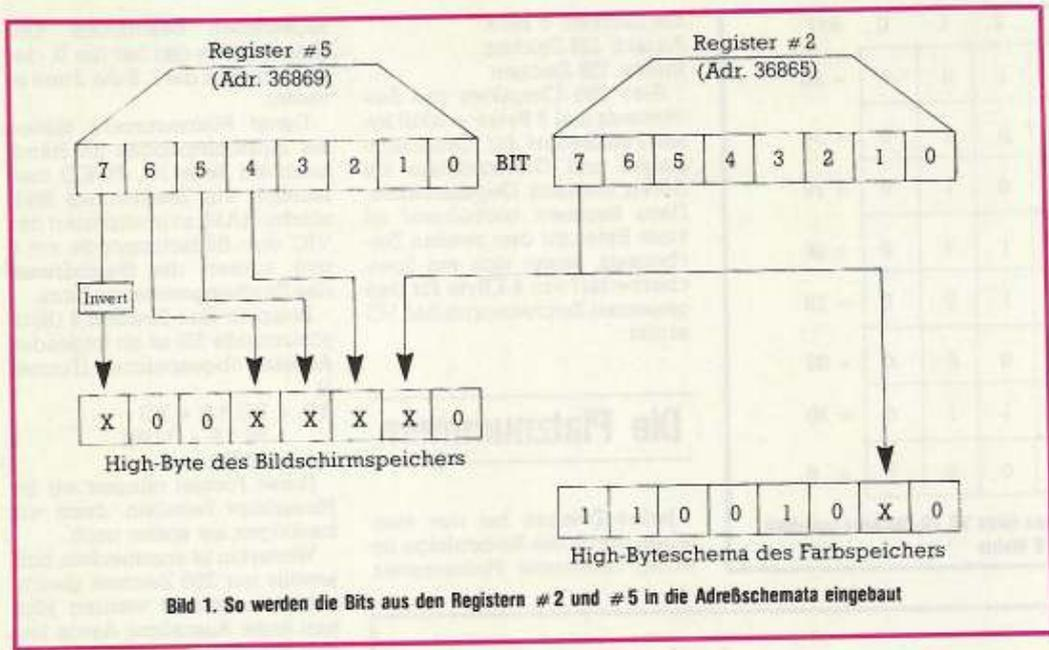 Register #5
(Adr. 36869)
Register #2
(Adr. 36865)
7 6 5 4 3 2 1 0 BIT 7 6 5 4 3 2 1 0
Invert
X 0 0 X X X X 0
High-Byte des Bildschirmspeichers
1 1 0 0 1 0 X 0
High-Byteschema des Farbspeichers
Bild 1. So werden die Bits aus den Registern #2 und #5 in die Adreßschemata eingebaut